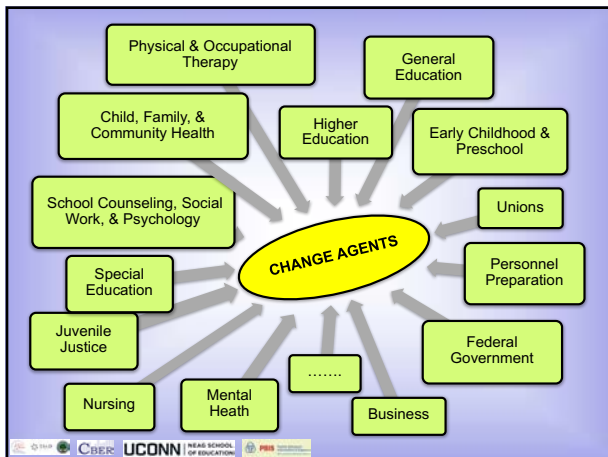 Physical & Occupational
Therapy
General
Education
Child, Family, &
Community Health
Higher
Education
Early Childhood &
Preschool
School Counseling, Social
Work, & Psychology
Unions
CHANGE AGENTS
Special
Education
Personnel
Preparation
Juvenile
Justice
Federal
Government
…….
Nursing
Mental
Heath
Business
CBER
UCONN
NEAG SCHOOL
OF EDUCATION
PBIS